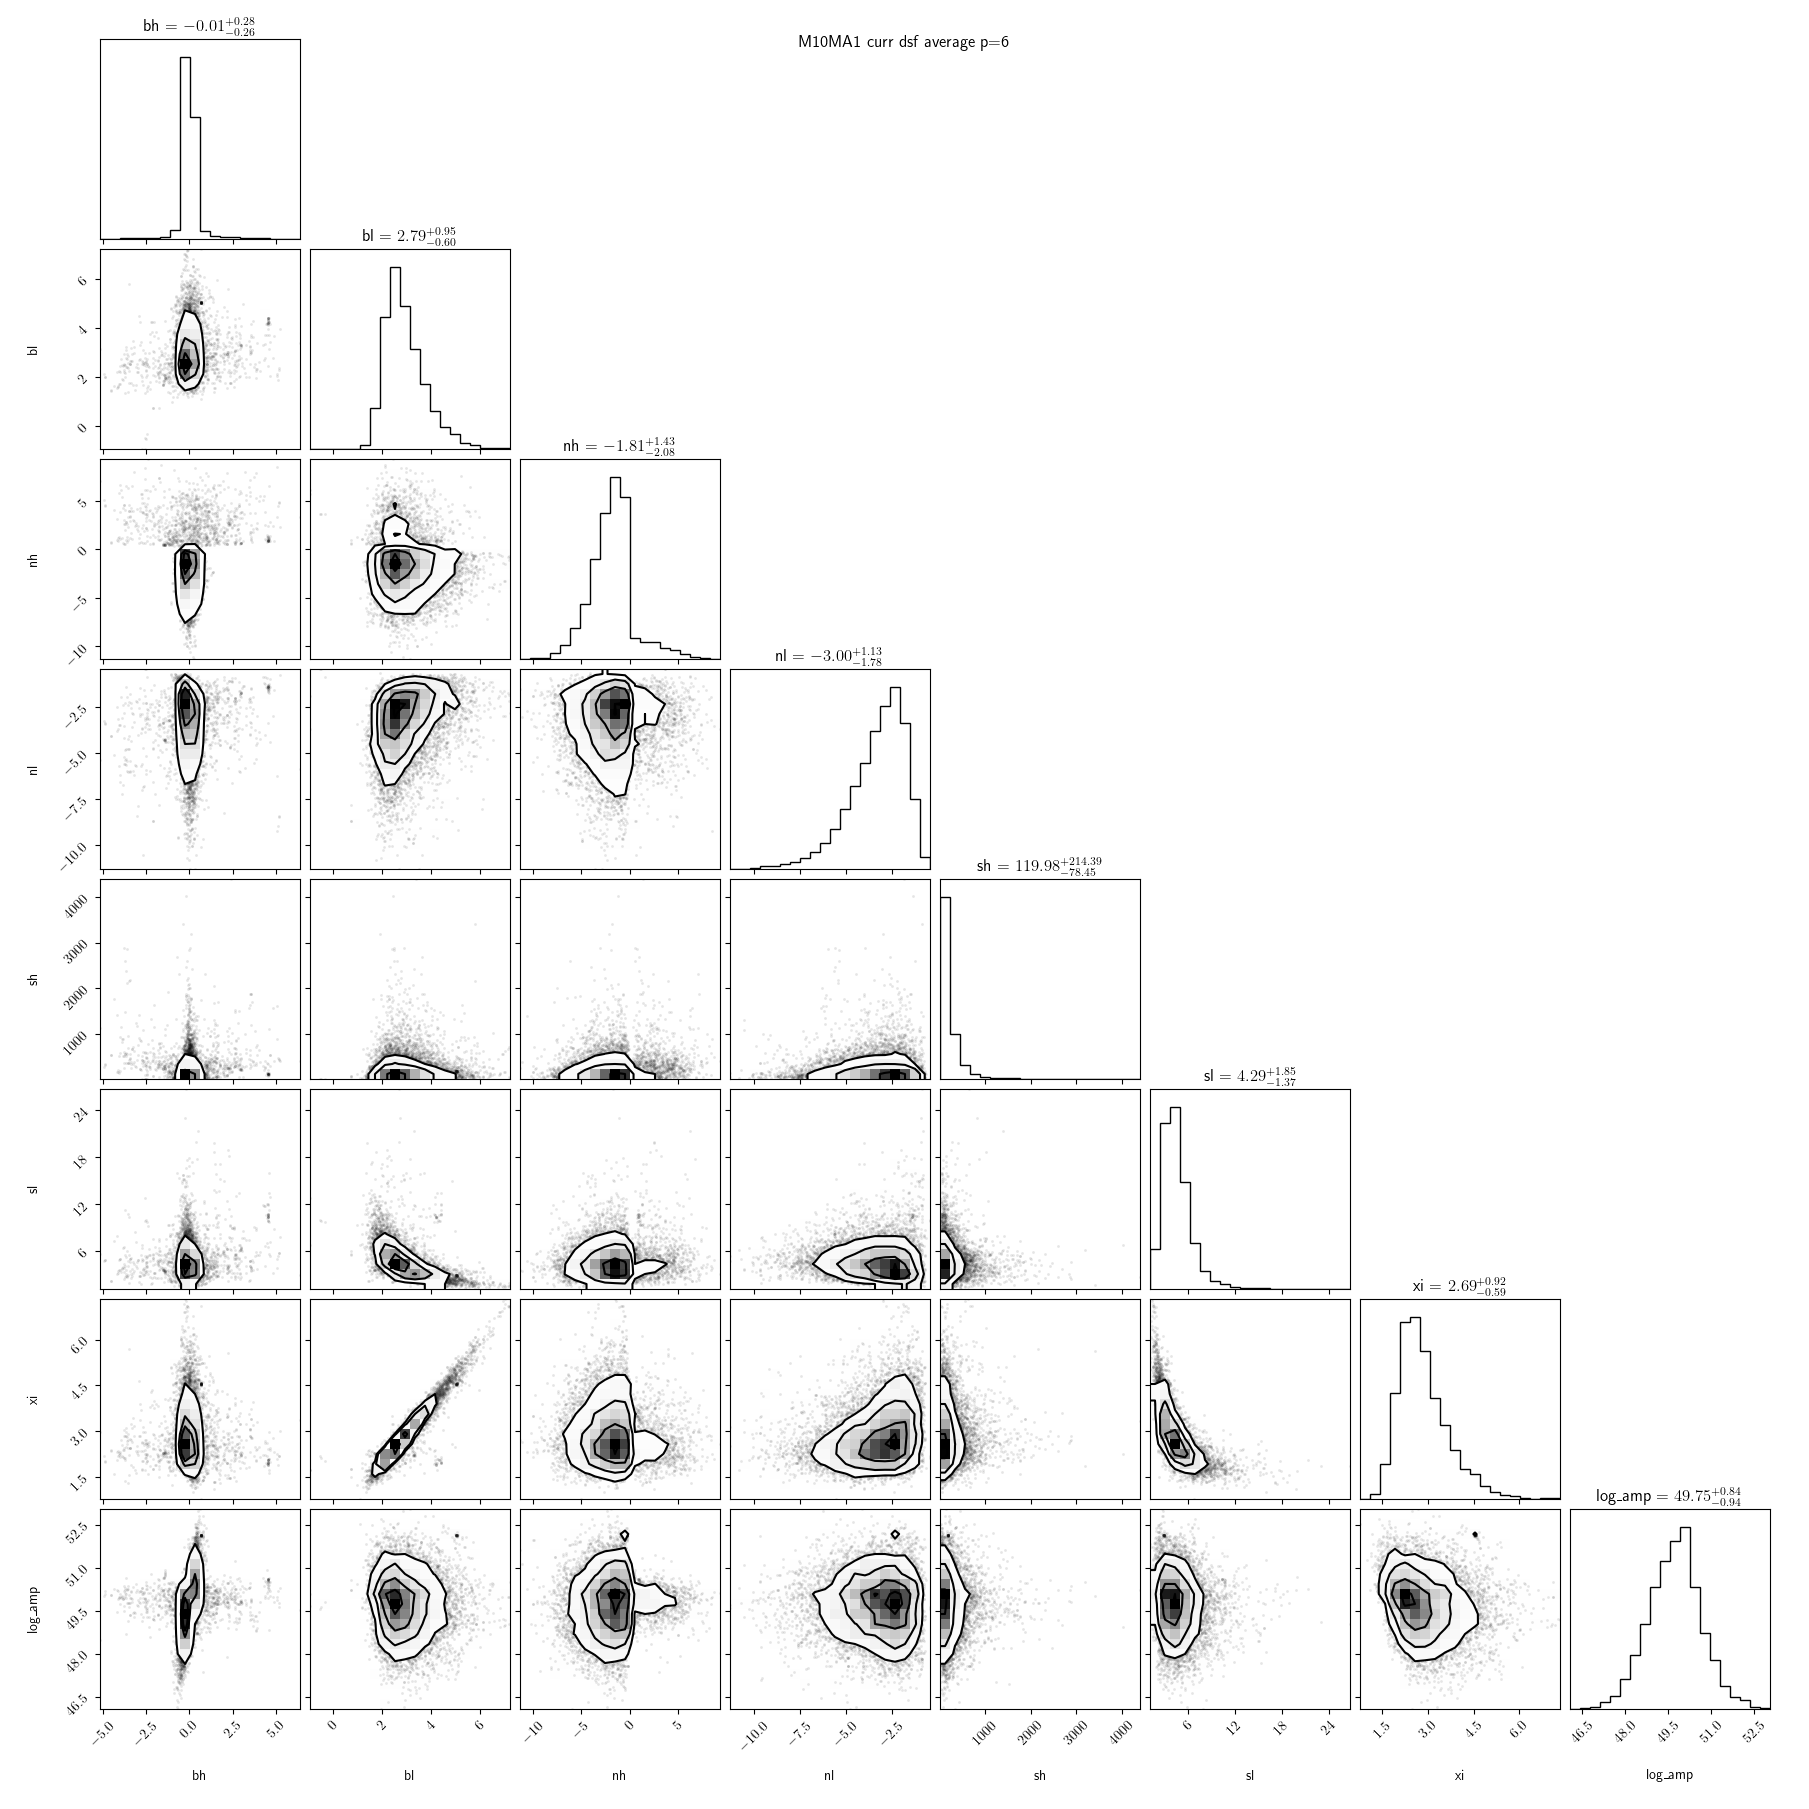 M10MA1 curr dsf average p=6
bh = −0.01+0.28−0.26
bl = 2.79+0.95−0.60
6
4
2
0
bl
nh = −1.81+1.43−2.08
5
0
−5
−10
nh
nl = −3.00+1.13−1.78
−2.5
−5.0
−7.5
−10.0
nl
sh = 119.98+214.39−78.45
4000
3000
2000
1000
sh
sl = 4.29+1.85−1.37
24
18
12
6
sl
xi = 2.69+0.92−0.59
6.0
4.5
3.0
1.5
xi
log_amp = 49.75+0.84−0.94
52.5
51.0
49.5
48.0
46.5
log_amp
−5.0 −2.5 0.0 2.5 5.0 0 2 4 6 −10 −5 0 5 −10.0 −7.5 −5.0 −2.5 1000 2000 3000 4000 6 12 18 24 1.5 3.0 4.5 6.0 46.5 48.0 49.5 51.0 52.5
bh bl nh nl sh sl xi log_amp